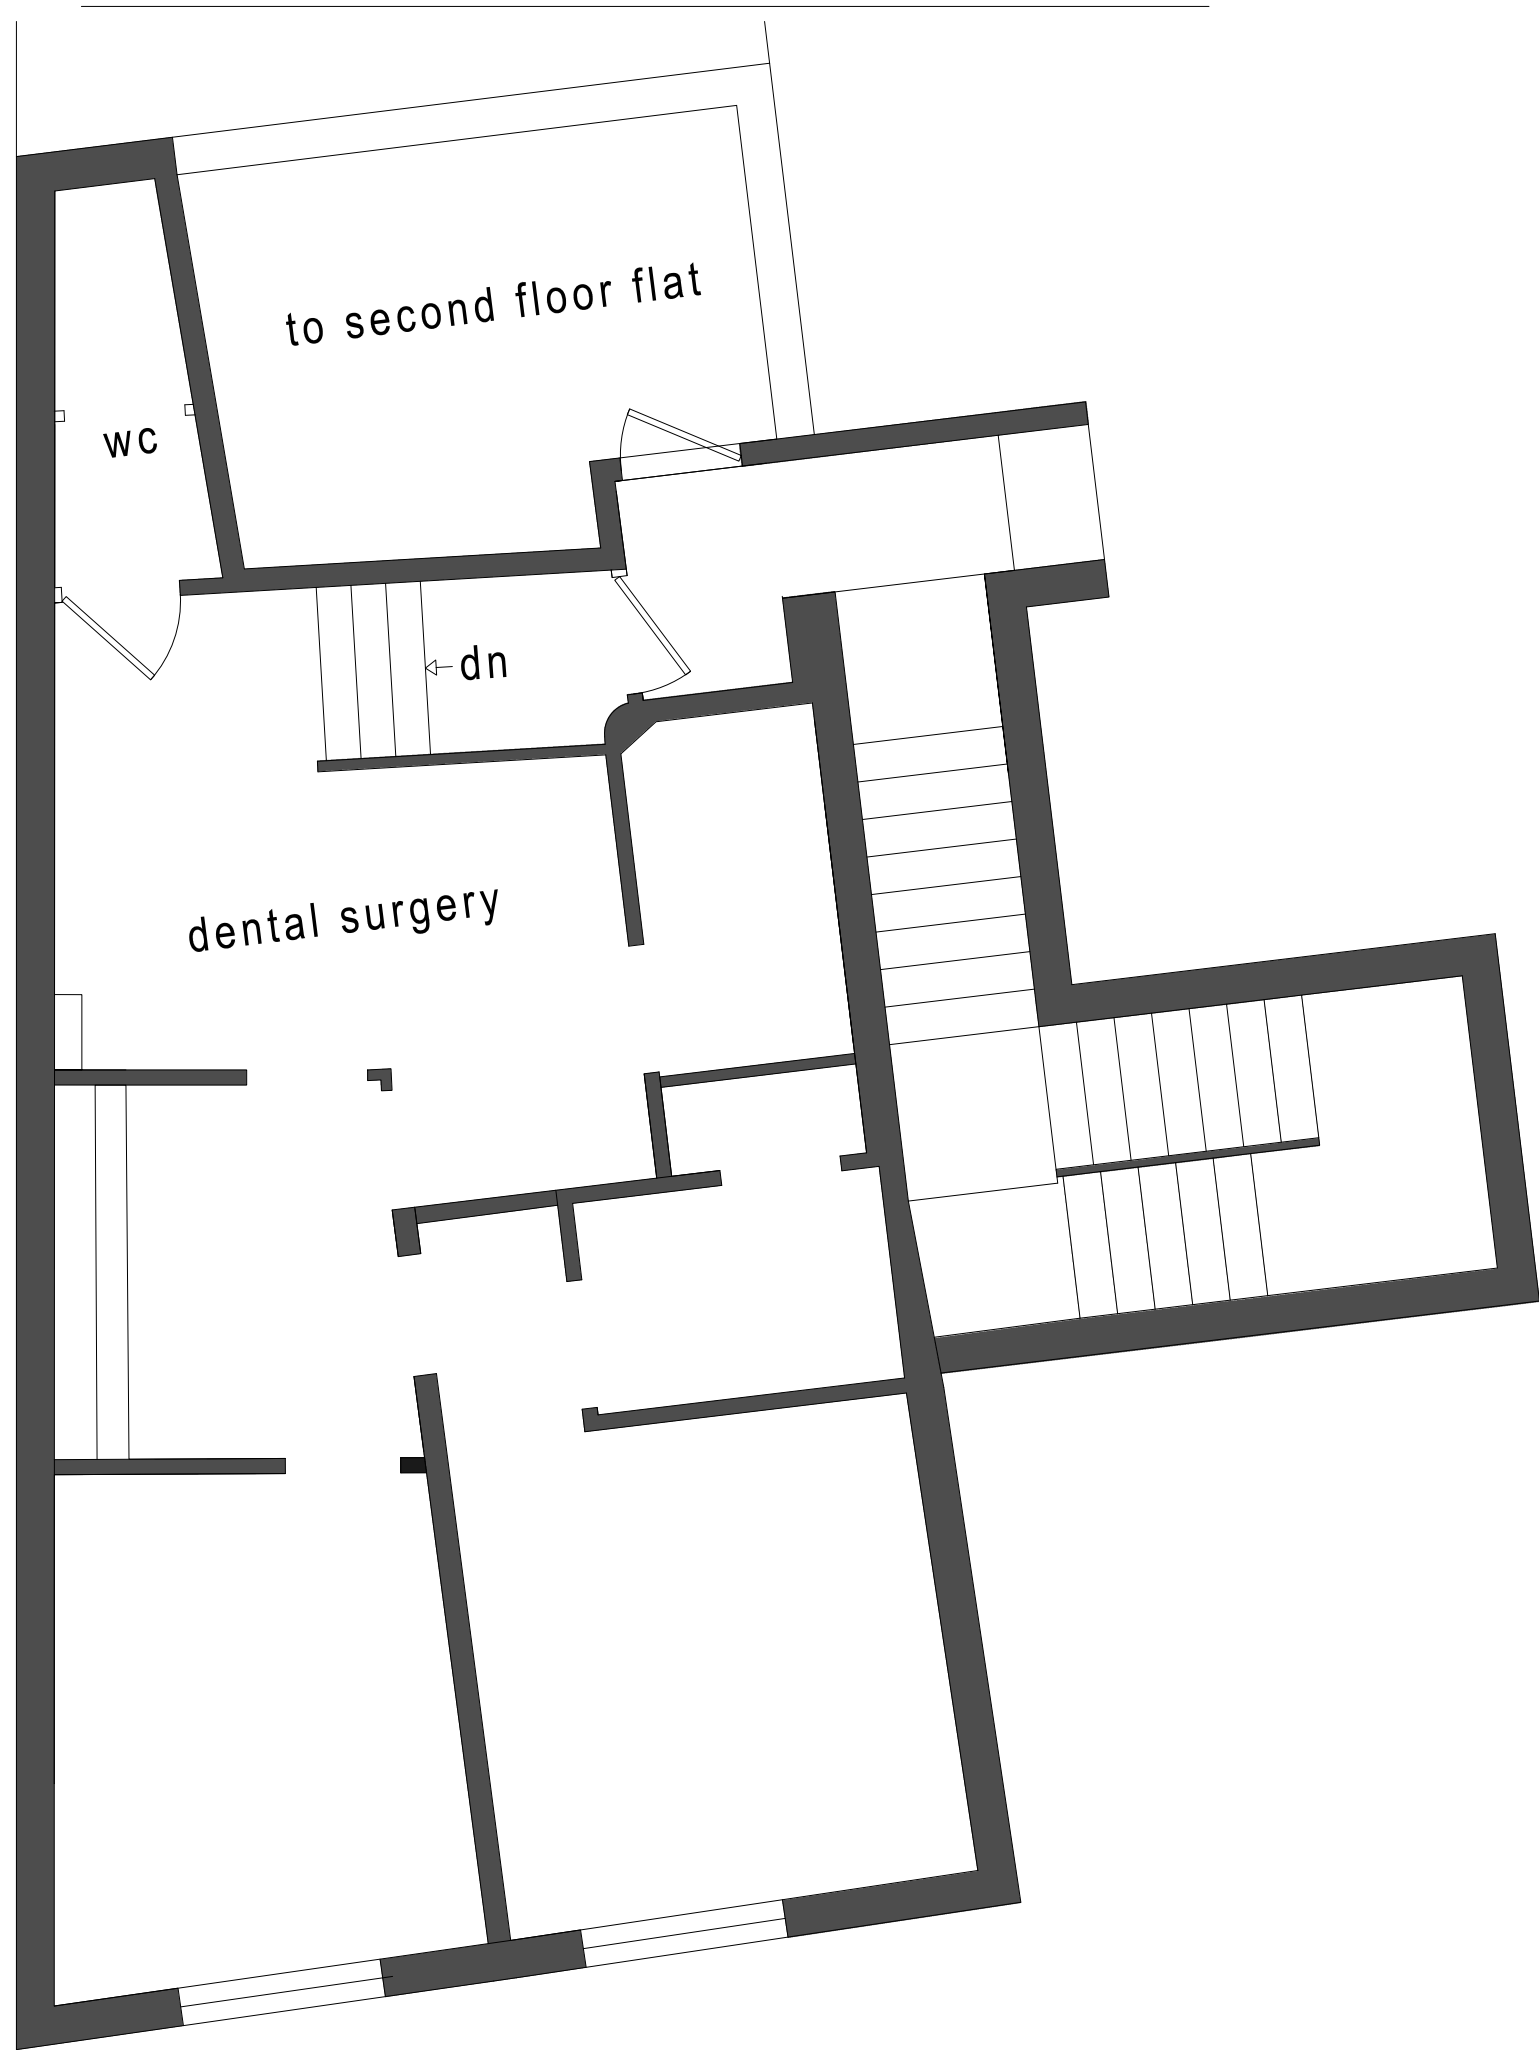 to second floor flat
wc
dn
dental surgery